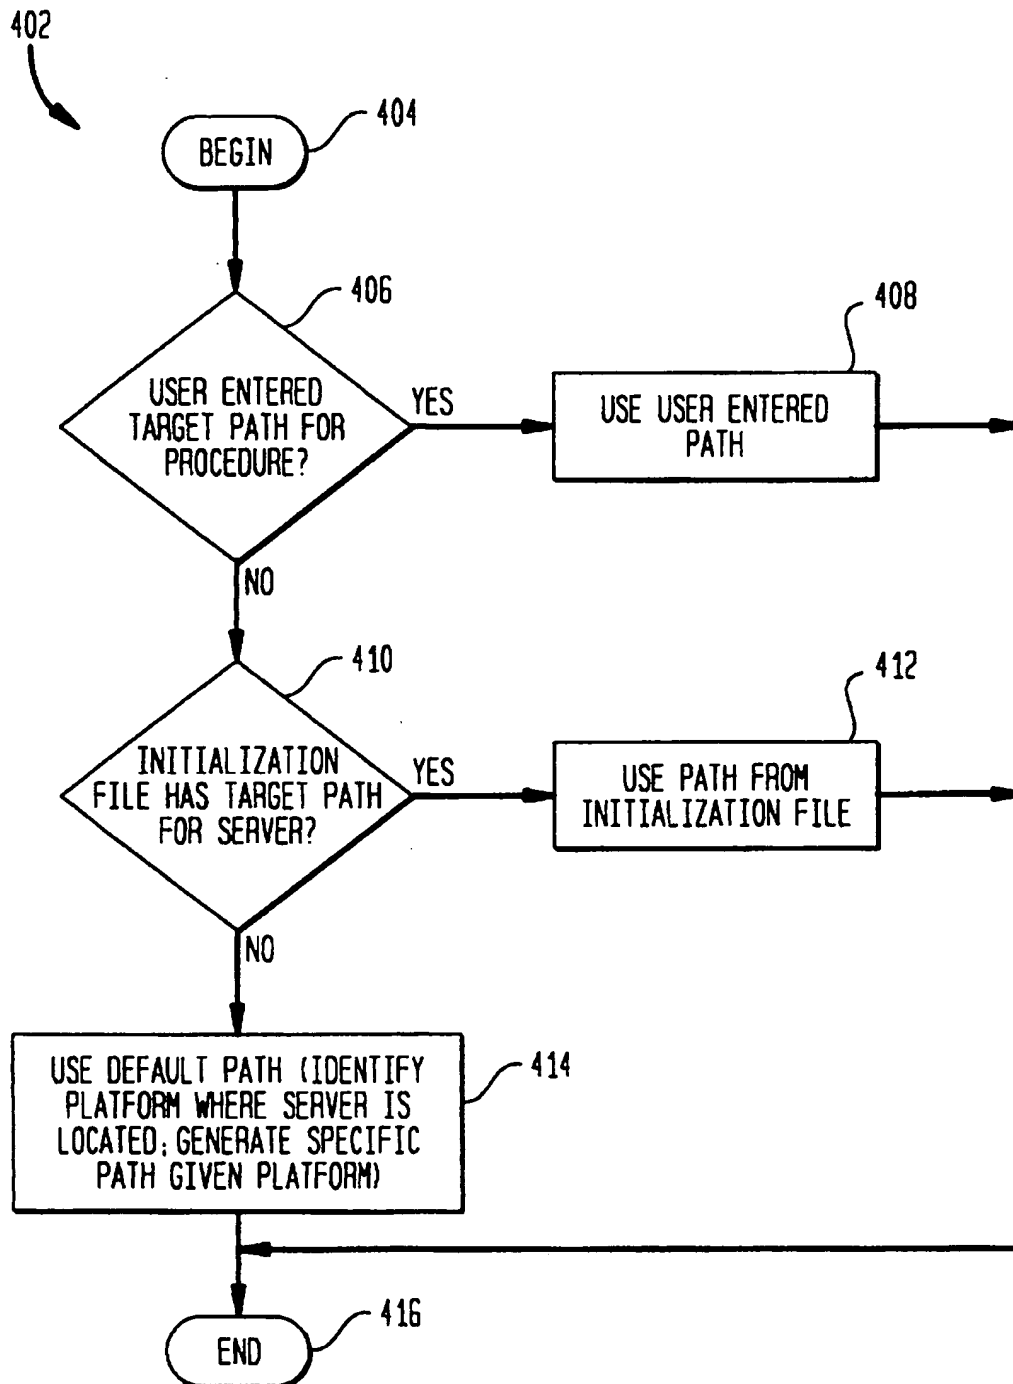 402
404
BEGIN
406
USER ENTERED
TARGET PATH FOR
PROCEDURE?
YES
408
USE USER ENTERED
PATH
NO
410
INITIALIZATION
FILE HAS TARGET PATH
FOR SERVER?
YES
412
USE PATH FROM
INITIALIZATION FILE
NO
414
USE DEFAULT PATH (IDENTIFY
PLATFORM WHERE SERVER IS
LOCATED; GENERATE SPECIFIC
PATH GIVEN PLATFORM)
416
END